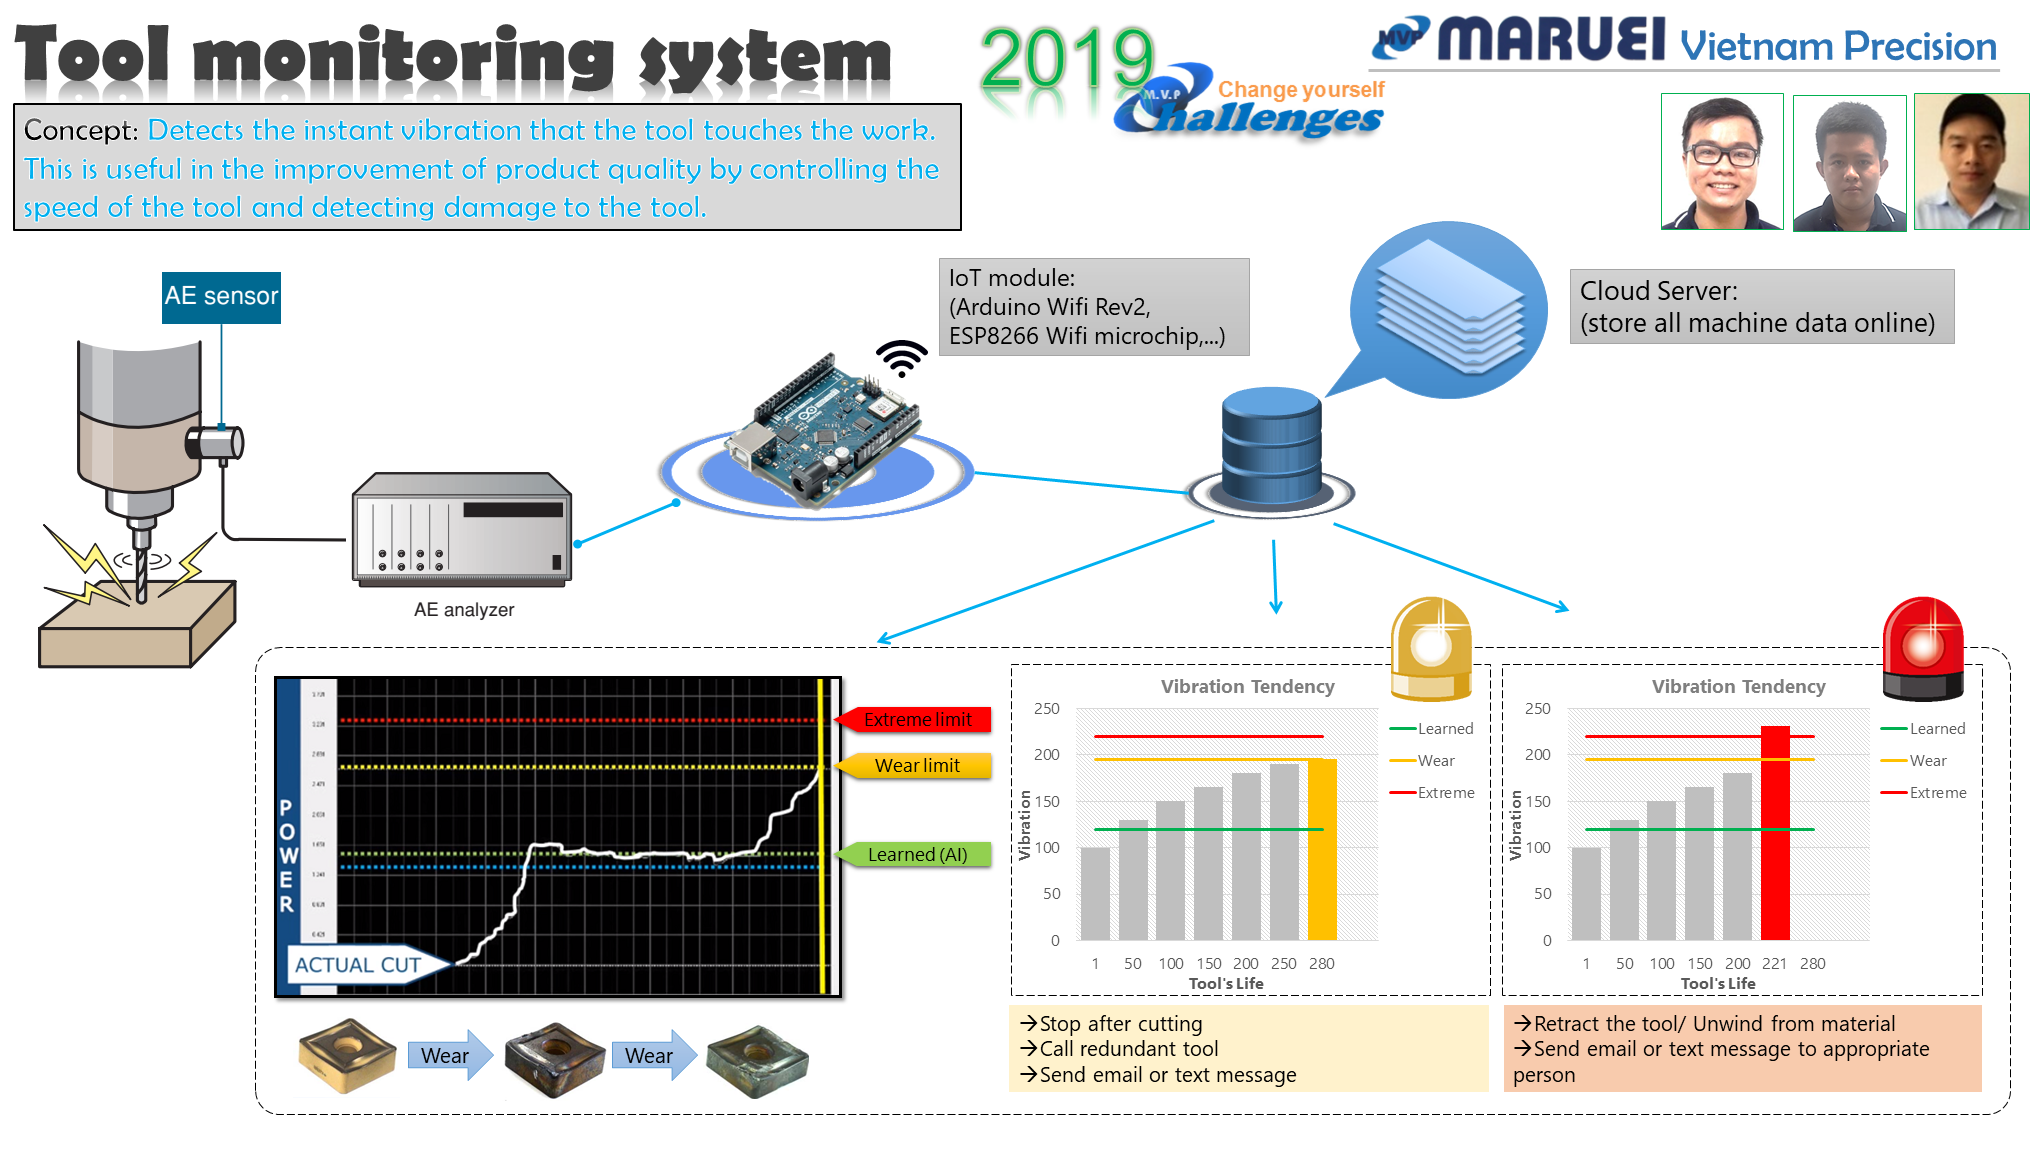 Tool monitoring system
2019
M.V.P
Challenges
Change yourself
MVP MARUEI Vietnam Precision
Concept: Detects the instant vibration that the tool touches the work.
This is useful in the improvement of product quality by controlling the
speed of the tool and detecting damage to the tool.
AE sensor
AE analyzer
IoT module:
(Arduino Wifi Rev2,
ESP8266 Wifi microchip,...)
Cloud Server:
(store all machine data online)
POWER
ACTUAL CUT
Extreme limit
Wear limit
Learned (AI)
Wear
Wear
Vibration Tendency
250
200
150
100
50
0
Vibration
1 50 100 150 200 250 280
Tool's Life
Learned
Wear
Extreme
→Stop after cutting
→Call redundant tool
→Send email or text message
Vibration Tendency
250
200
150
100
50
0
Vibration
1 50 100 150 200 221 280
Tool's Life
Learned
Wear
Extreme
→Retract the tool/ Unwind from material
→Send email or text message to appropriate
person